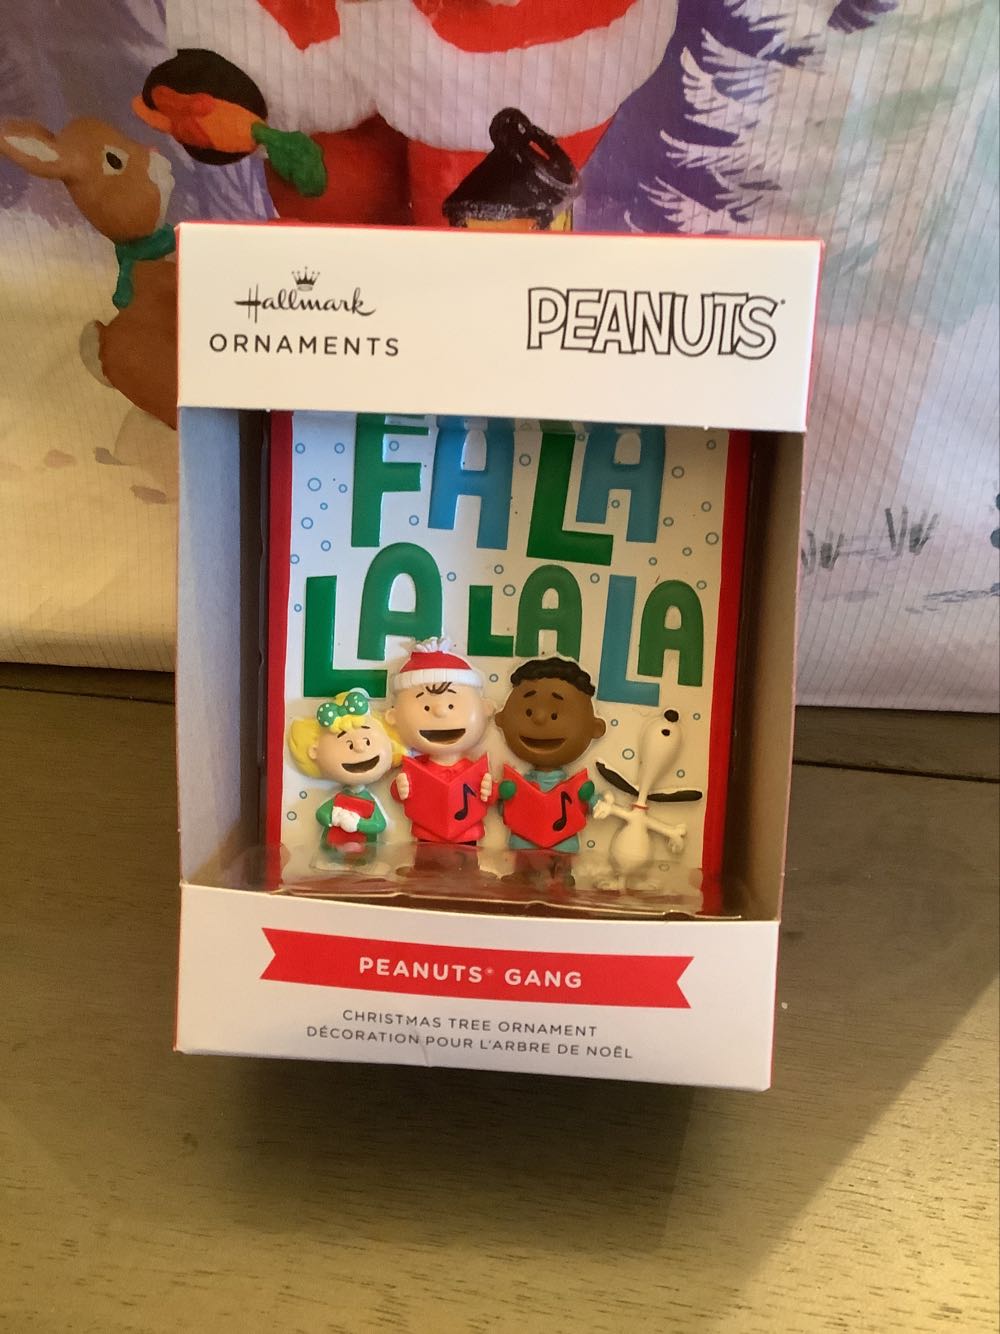 Hallmark
ORNAMENTS
PEANUTS
FA LA
LA LA LA
PEANUTS® GANG
CHRISTMAS TREE ORNAMENT
DÉCORATION POUR L'ARBRE DE NOËL